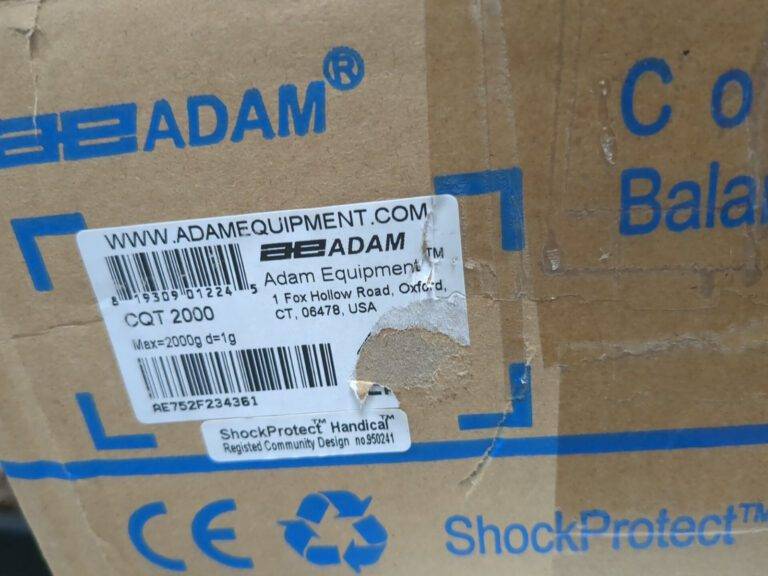 ADAM®
Co
Bala
WWW.ADAMEQUIPMENT.COM
ADAM
Adam Equipment™
1 Fox Hollow Road, Oxford,
CT, 06478, USA
8 19309 01224 5
CQT 2000
Max=2000g d=1g
AE752F234361
ShockProtect™ Handical™
Registed Community Design no.950241
CE
ShockProtect™